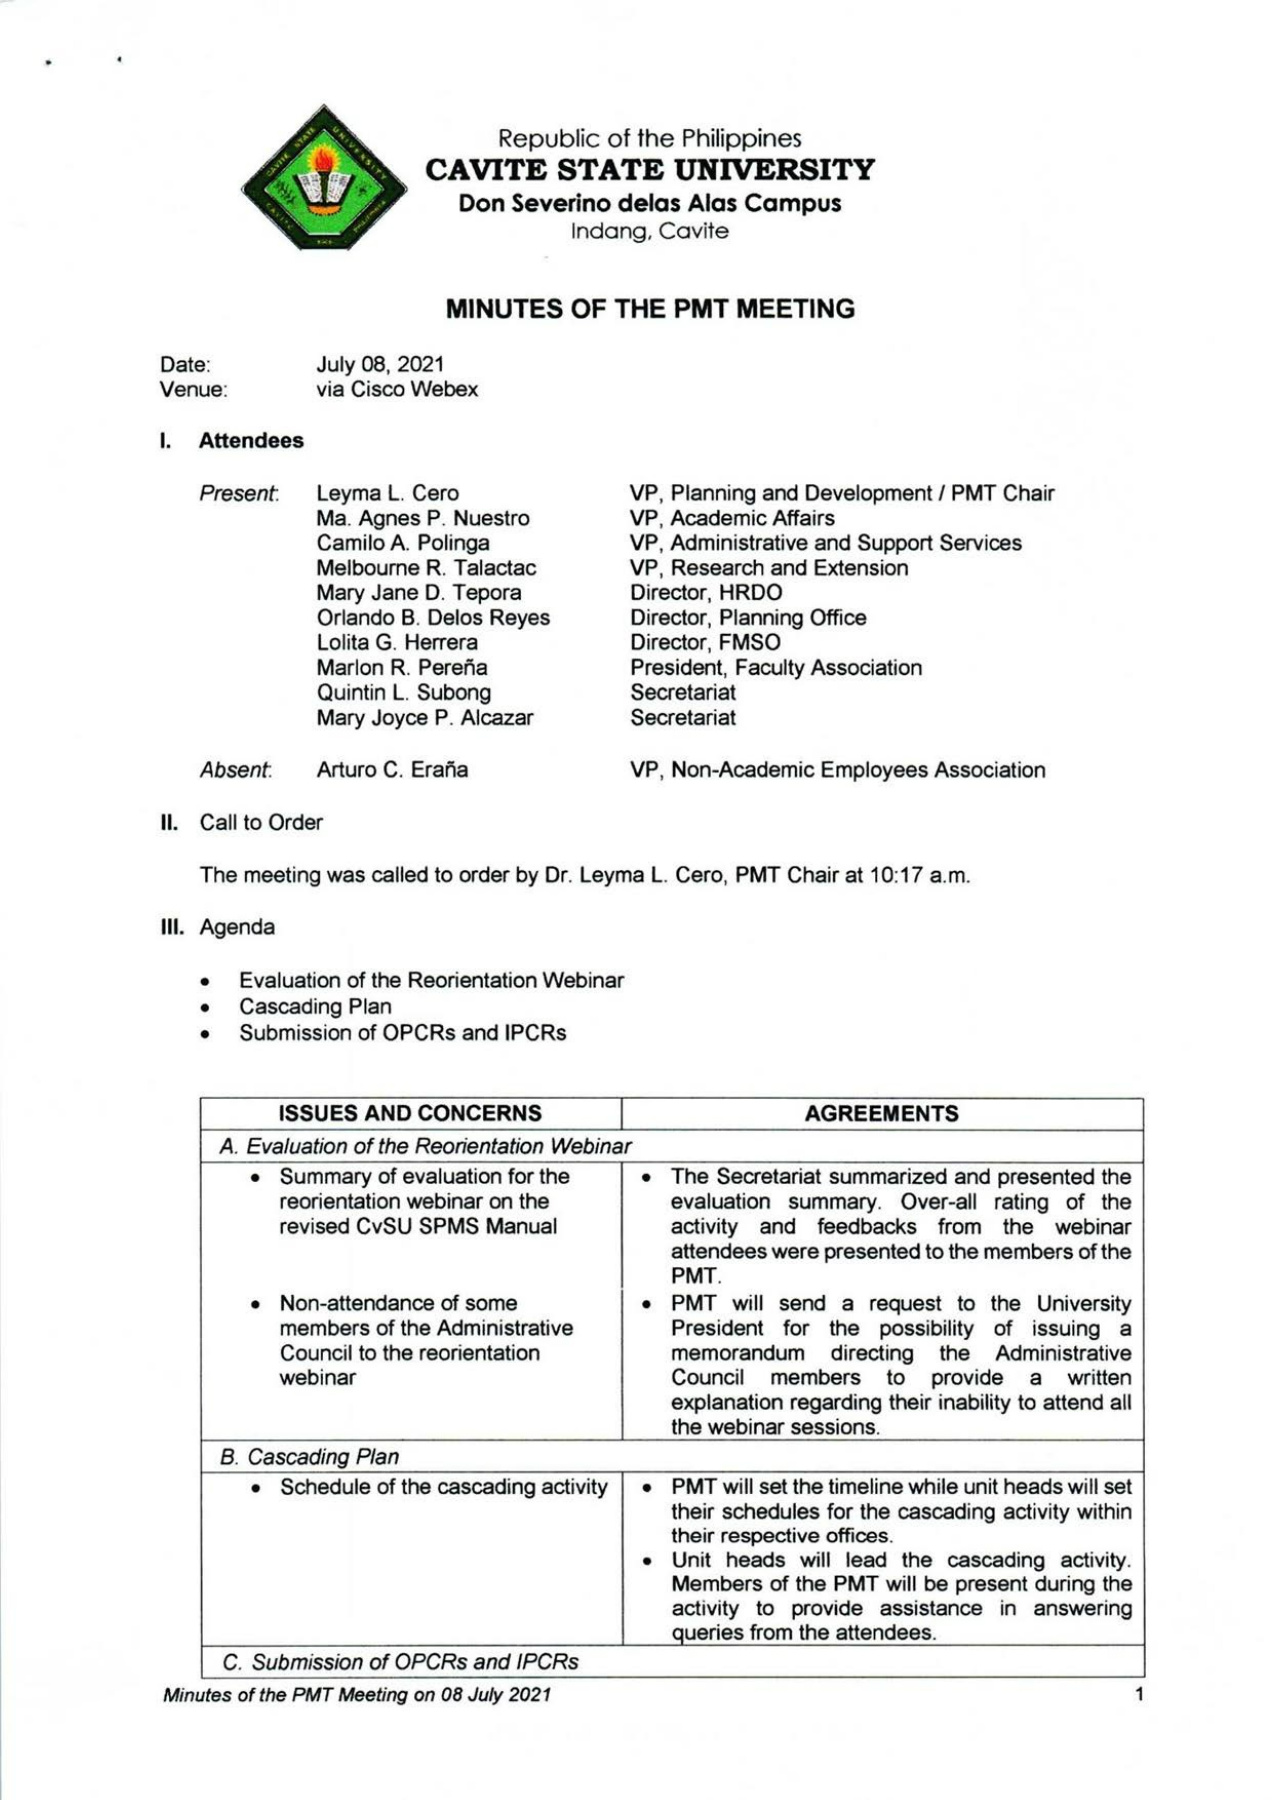 Republic of the Philippines
CAVITE STATE UNIVERSITY
Don Severino delas Alas Campus
Indang, Cavite
CAVITE STATE UNIVERSITY
CAVITE PHILIPPINES
MINUTES OF THE PMT MEETING
Date: July 08, 2021
Venue: via Cisco Webex
I. Attendees
Present: Leyma L. Cero VP, Planning and Development / PMT Chair
Ma. Agnes P. Nuestro VP, Academic Affairs
Camilo A. Polinga VP, Administrative and Support Services
Melbourne R. Talactac VP, Research and Extension
Mary Jane D. Tepora Director, HRDO
Orlando B. Delos Reyes Director, Planning Office
Lolita G. Herrera Director, FMSO
Marlon R. Pereña President, Faculty Association
Quintin L. Subong Secretariat
Mary Joyce P. Alcazar Secretariat
Absent: Arturo C. Eraña VP, Non-Academic Employees Association
II. Call to Order
The meeting was called to order by Dr. Leyma L. Cero, PMT Chair at 10:17 a.m.
III. Agenda
• Evaluation of the Reorientation Webinar
• Cascading Plan
• Submission of OPCRs and IPCRs
ISSUES AND CONCERNS AGREEMENTS
A. Evaluation of the Reorientation Webinar
• Summary of evaluation for the
reorientation webinar on the
revised CvSU SPMS Manual
• The Secretariat summarized and presented the
evaluation summary. Over-all rating of the
activity and feedbacks from the webinar
attendees were presented to the members of the
PMT.
• Non-attendance of some
members of the Administrative
Council to the reorientation
webinar
• PMT will send a request to the University
President for the possibility of issuing a
memorandum directing the Administrative
Council members to provide a written
explanation regarding their inability to attend all
the webinar sessions.
B. Cascading Plan
• Schedule of the cascading activity
• PMT will set the timeline while unit heads will set
their schedules for the cascading activity within
their respective offices.
• Unit heads will lead the cascading activity.
Members of the PMT will be present during the
activity to provide assistance in answering
queries from the attendees.
C. Submission of OPCRs and IPCRs
Minutes of the PMT Meeting on 08 July 2021 1